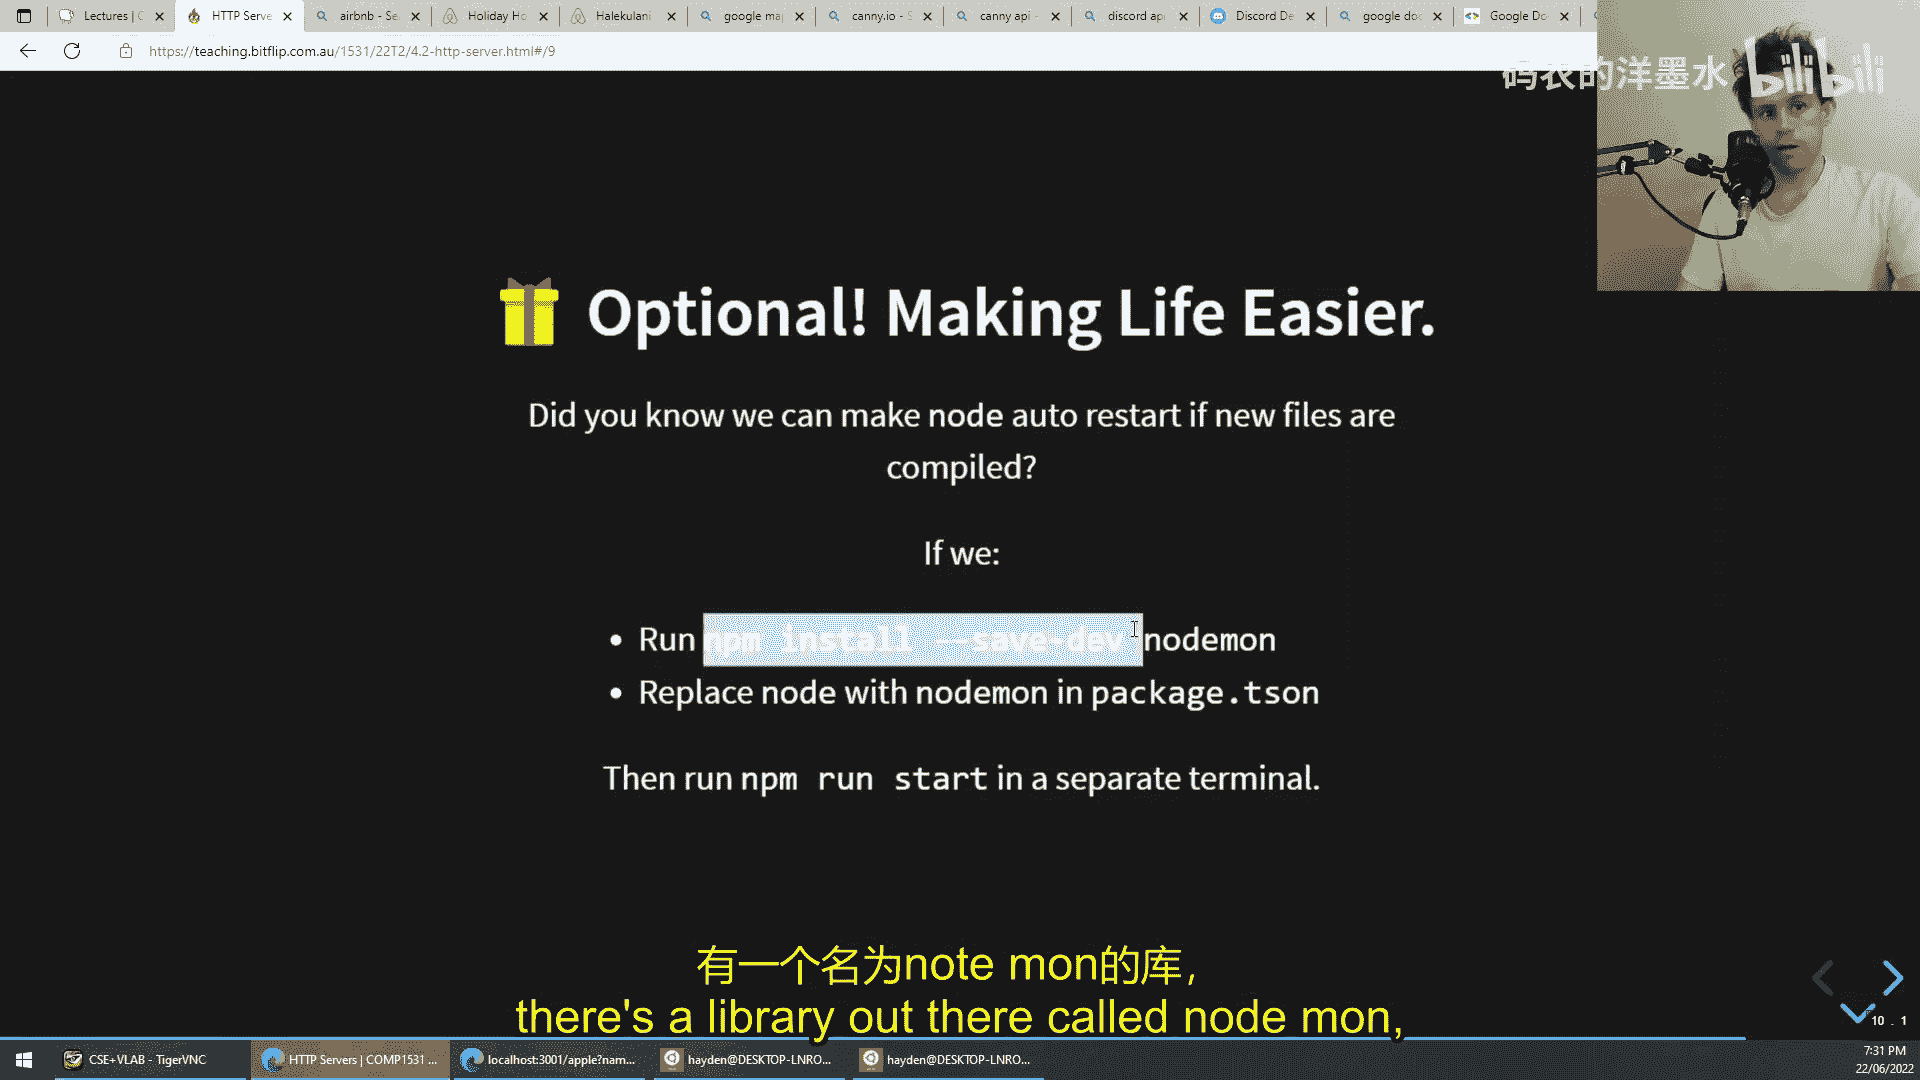 Lectures | C
HTTP Serve
airbnb - Se
Holiday Ho
Halekulani
google ma
canny.io - S
canny api -
discord ap
Discord De
google doc
Google Do
https://teaching.bitflip.com.au/1531/22T2/4.2-http-server.html#/9
码农的洋墨水 bilibili
Optional! Making Life Easier.
Did you know we can make node auto restart if new files are
compiled?
If we:
• Run npm install --save-dev nodemon
• Replace node with nodemon in package.tson
Then run npm run start in a separate terminal.
有一个名为note mon的库，
there's a library out there called node mon,
10 . 1
CSE+VLAB - TigerVNC
HTTP Servers | COMP1531 ...
localhost:3001/apple?nam...
hayden@DESKTOP-LNRO...
hayden@DESKTOP-LNRO...
7:31 PM
22/06/2022